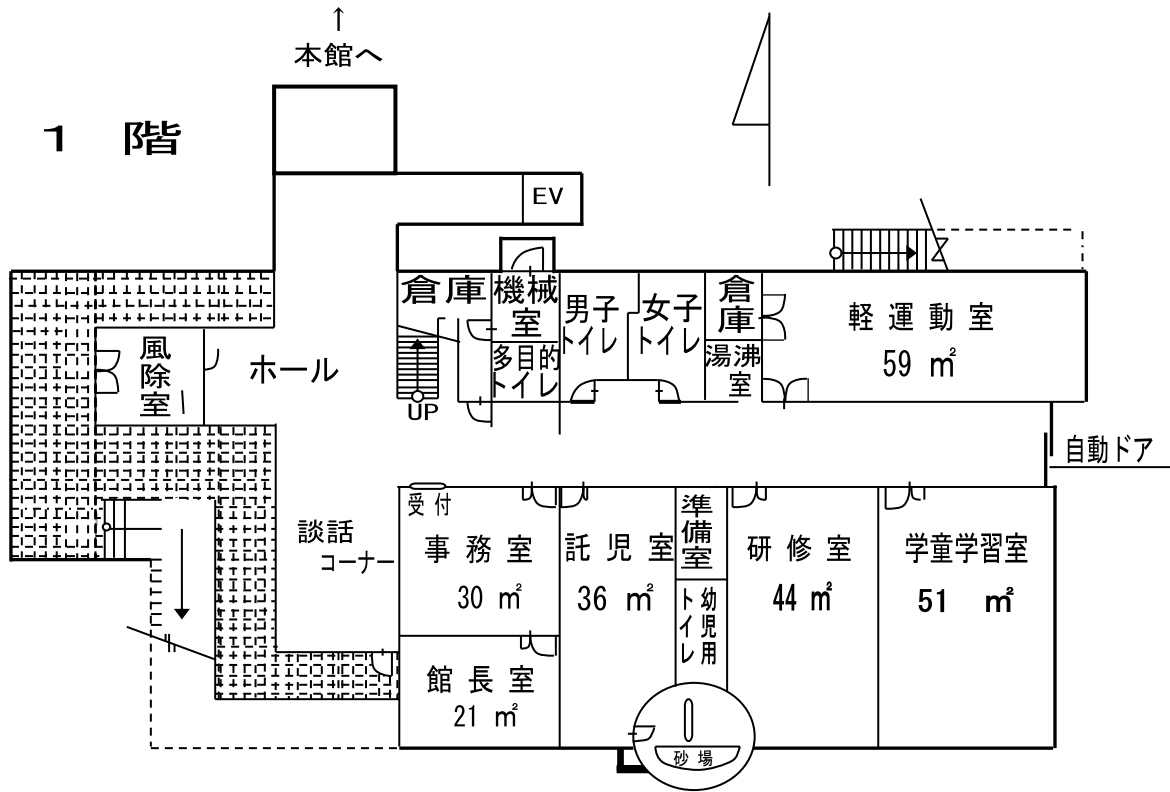 ↑
本館へ
1 階
EV
倉庫
機械
室
男子
トイレ
女子
トイレ
倉
庫
軽運動室
59 ㎡
多目的
トイレ
湯沸
室
風
除
室
ホール
UP
自動ドア
受付
談話
コーナー
事務室
30 ㎡
託児室
36 ㎡
準
備
室
研修室
44 ㎡
学童学習室
51 ㎡
幼児用
トイレ
館長室
21 ㎡
砂場